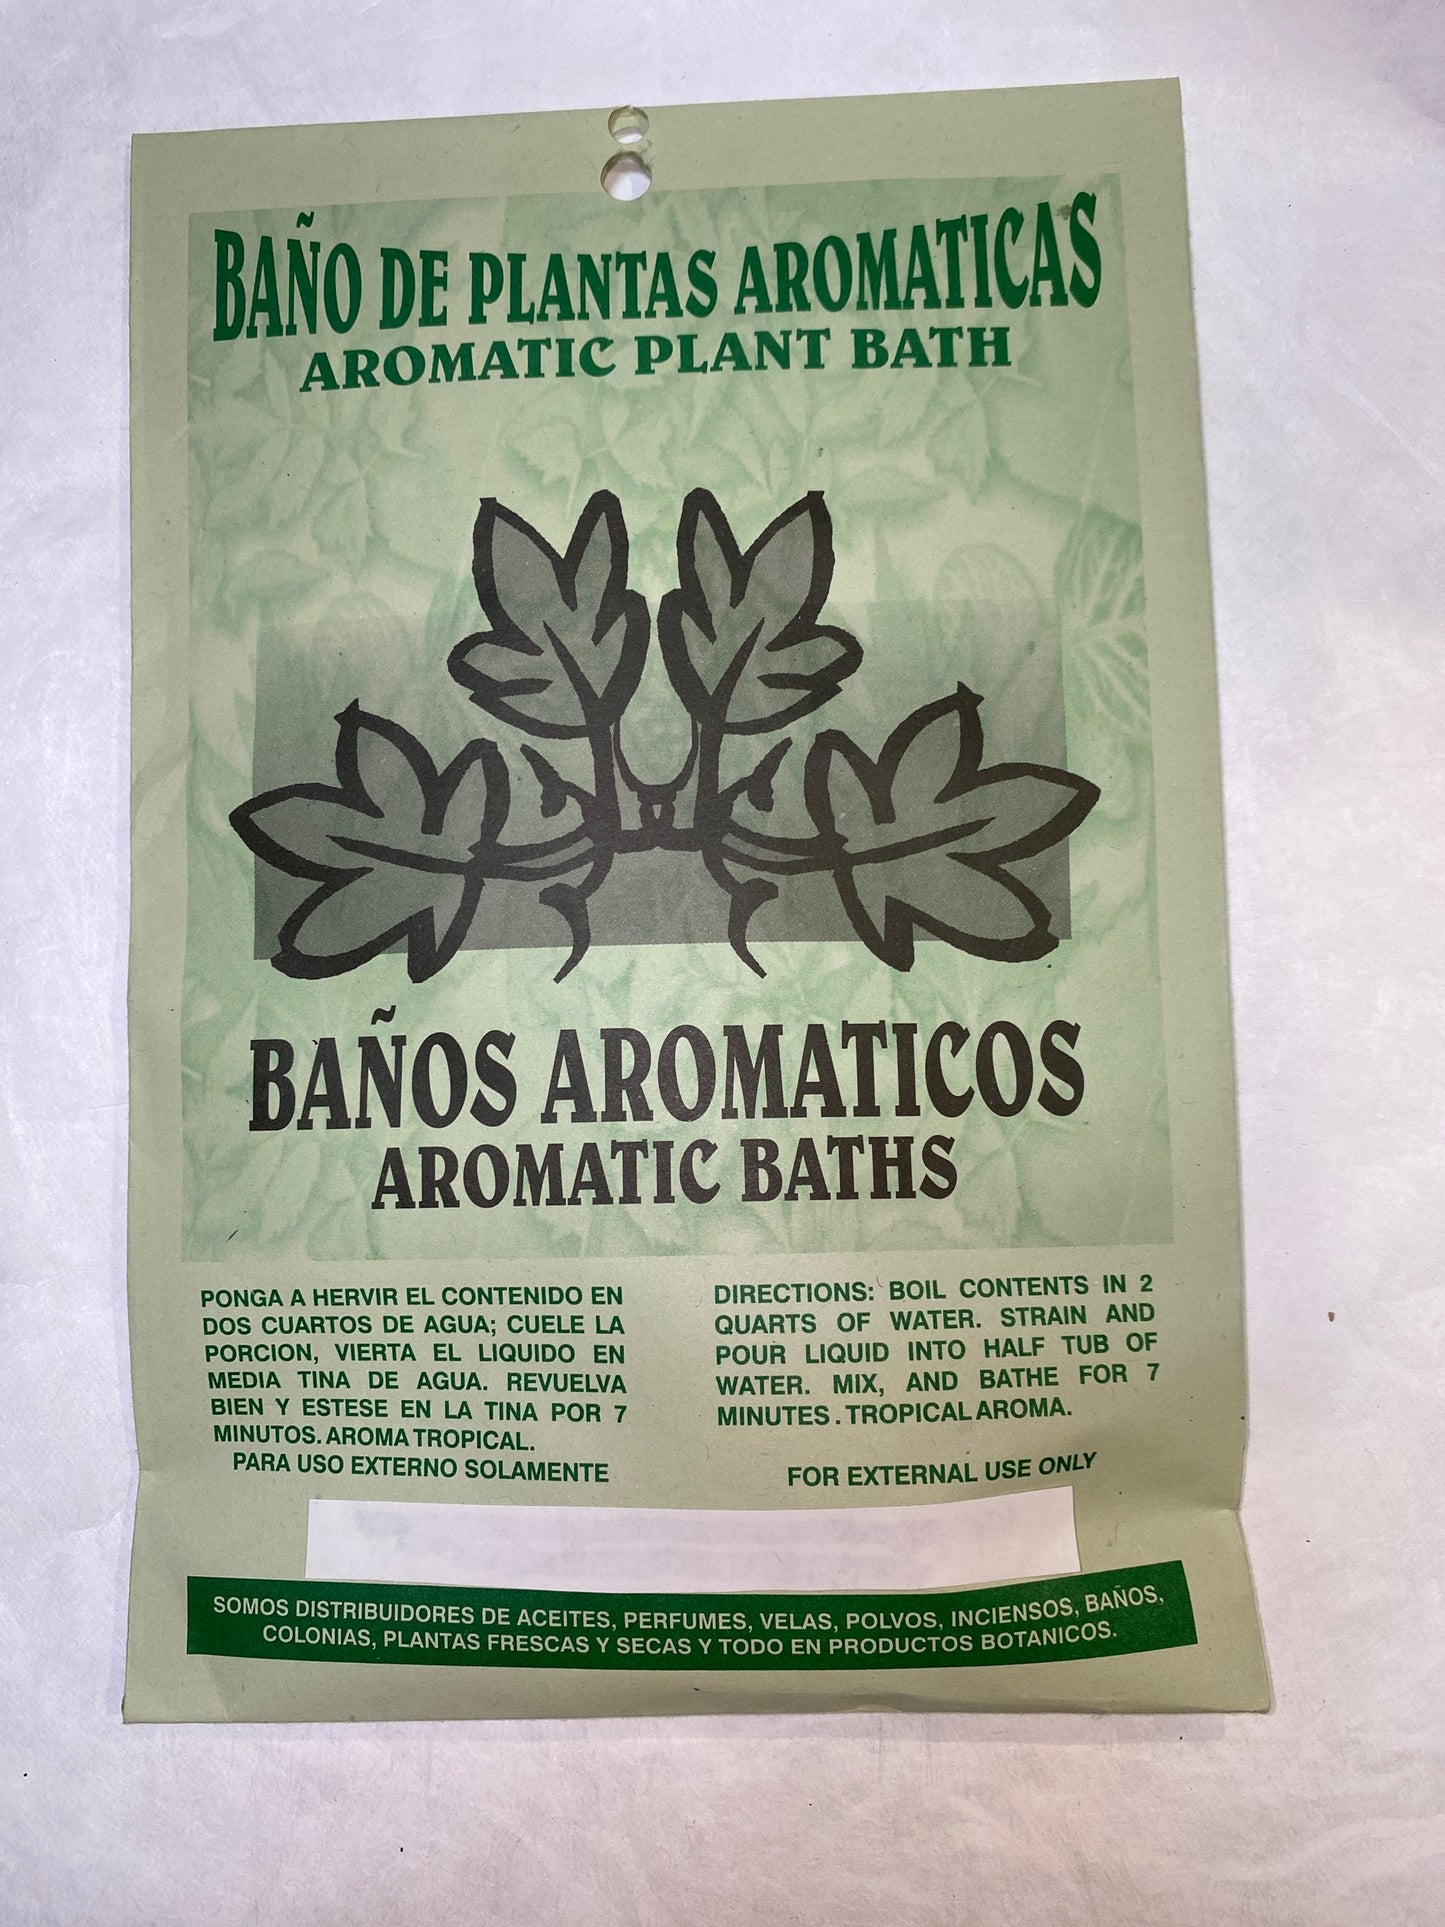 BAÑO DE PLANTAS AROMATICAS
AROMATIC PLANT BATH
BAÑOS AROMATICOS
AROMATIC BATHS
PONGA A HERVIR EL CONTENIDO EN
DOS CUARTOS DE AGUA; CUELE LA
PORCION, VIERTA EL LIQUIDO EN
MEDIA TINA DE AGUA. REVUELVA
BIEN Y ESTESE EN LA TINA POR 7
MINUTOS. AROMA TROPICAL.
PARA USO EXTERNO SOLAMENTE
DIRECTIONS: BOIL CONTENTS IN 2
QUARTS OF WATER. STRAIN AND
POUR LIQUID INTO HALF TUB OF
WATER. MIX, AND BATHE FOR 7
MINUTES. TROPICAL AROMA.
FOR EXTERNAL USE ONLY
SOMOS DISTRIBUIDORES DE ACEITES, PERFUMES, VELAS, POLVOS, INCIENSOS, BAÑOS,
COLONIAS, PLANTAS FRESCAS Y SECAS Y TODO EN PRODUCTOS BOTANICOS.